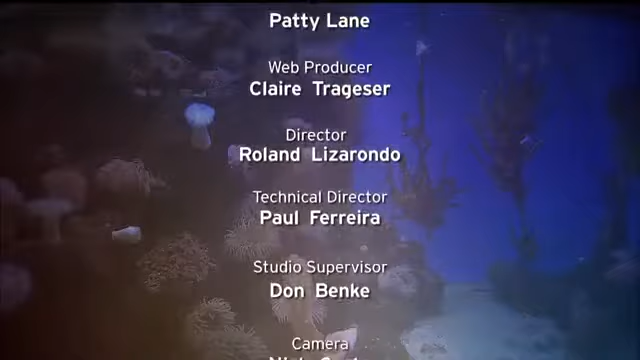 Patty Lane
Web Producer
Claire Trageser
Director
Roland Lizarondo
Technical Director
Paul Ferreira
Studio Supervisor
Don Benke
Camera